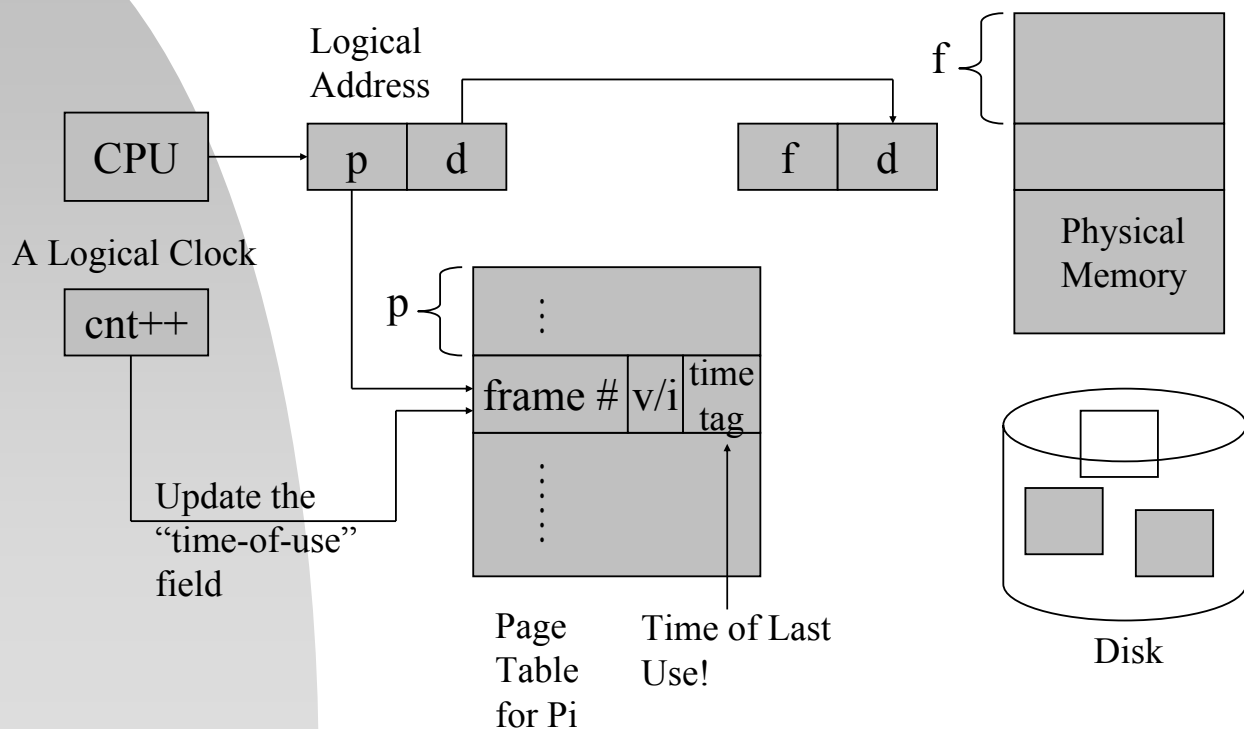 Logical
Address
f
CPU
p
d
f
d
A Logical Clock
Physical
Memory
cnt++
p
frame #
v/i
time
tag
Update the
“time-of-use”
field
Page
Table
for Pi
Time of Last
Use!
Disk